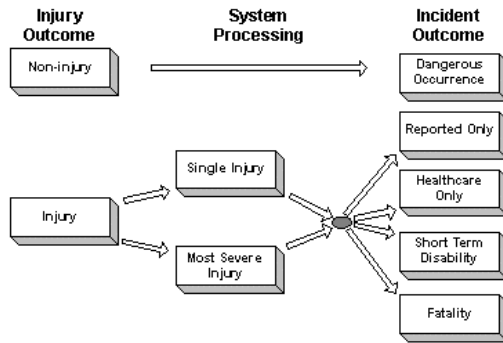 Injury
Outcome
System
Processing
Incident
Outcome
Non-injury
Dangerous
Occurrence
Reported Only
Single Injury
Healthcare
Only
Injury
Most Severe
Injury
Short Term
Disability
Fatality